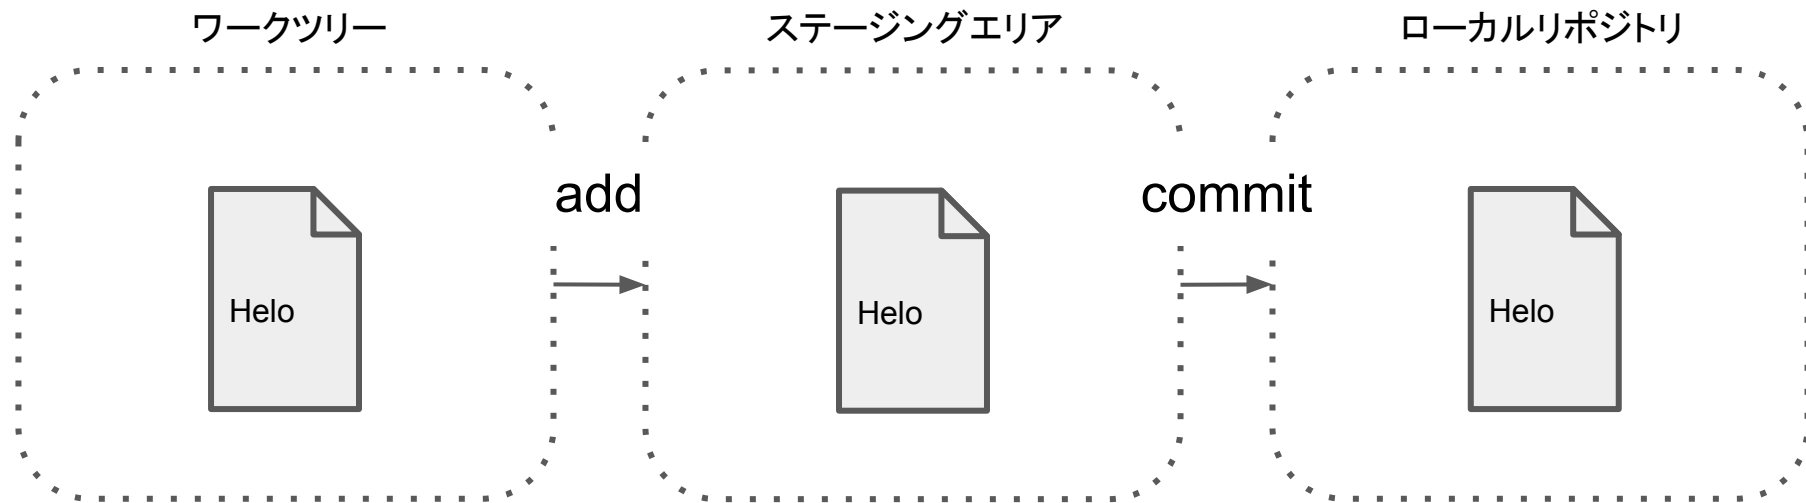 ワークツリー
ステージングエリア
ローカルリポジトリ
add
commit
Helo
Helo
Helo